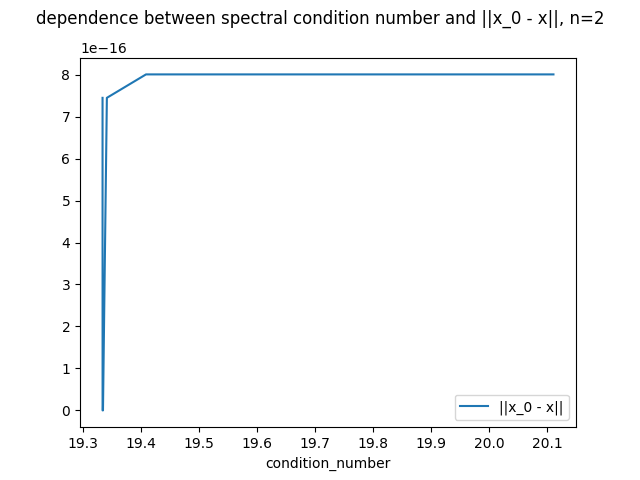 dependence between spectral condition number and ||x_0 - x||, n=2
1e−16
8
7
6
5
4
3
2
1
0
19.3 19.4 19.5 19.6 19.7 19.8 19.9 20.0 20.1
condition_number
||x_0 - x||